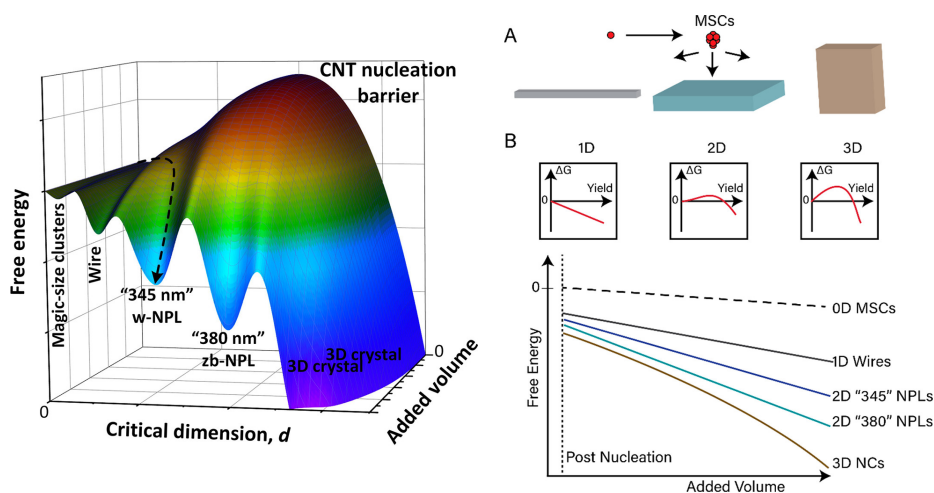 CNT nucleation
barrier
Free energy
Magic-size clusters
Wire
“345 nm”
w-NPL
“380 nm”
zb-NPL
3D crystal
3D crystal
0
Added volume
0
Critical dimension, d
A
MSCs
B
1D
2D
3D
ΔG
Yield
0
ΔG
Yield
0
ΔG
Yield
0
0
Free Energy
0D MSCs
1D Wires
2D “345” NPLs
2D “380” NPLs
3D NCs
Post Nucleation
Added Volume